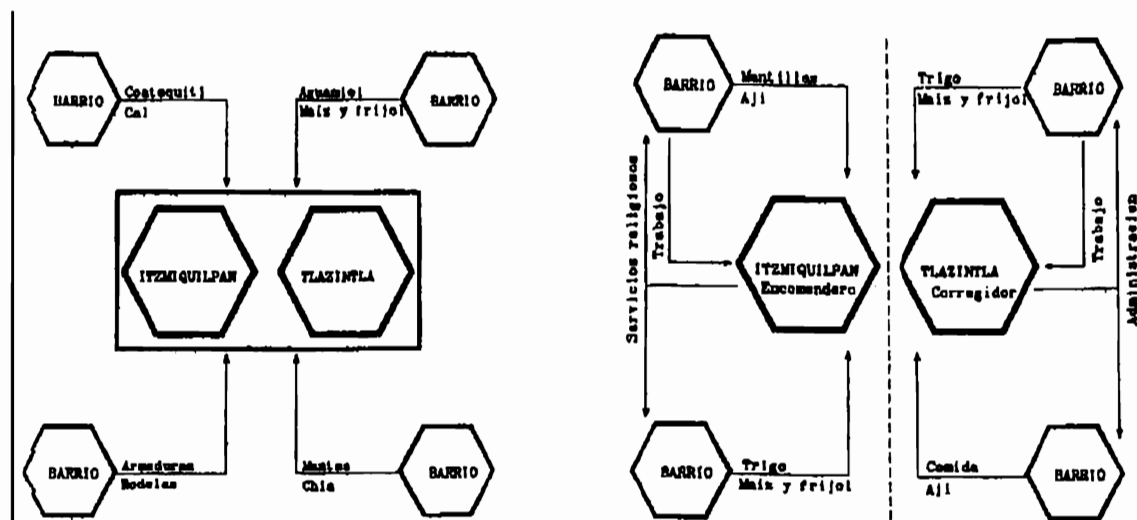 BARRIO
Coatequitl
Cal
Aguamiel
Maiz y frijol
BARRIO
ITZMIQUILPAN
TLAZINTLA
BARRIO
Armaduras
Rodelas
Mantas
Chia
BARRIO
BARRIO
Mantillas
Aji
Trigo
Maiz y frijol
BARRIO
Servicios religiosos
Trabajo
ITZMIQUILPAN
Encomendero
TLAZINTLA
Corregidor
Trabajo
Administracion
BARRIO
Trigo
Maiz y frijol
Comida
Aji
BARRIO